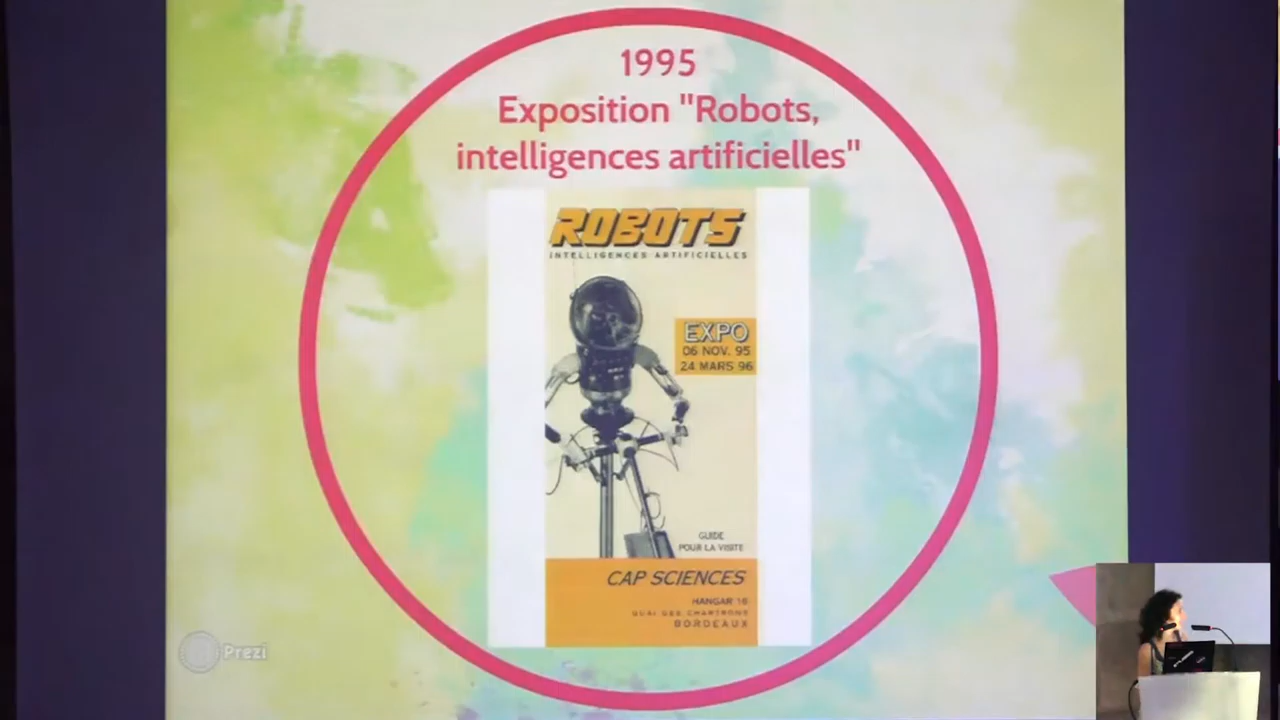 1995
Exposition "Robots,
intelligences artificielles"
ROBOTS
INTELLIGENCES ARTIFICIELLES
EXPO
06 NOV. 95
24 MARS 96
GUIDE
POUR LA VISITE
CAP SCIENCES
HANGAR 16
QUAI DES CHARTRONS
BORDEAUX
Prezi